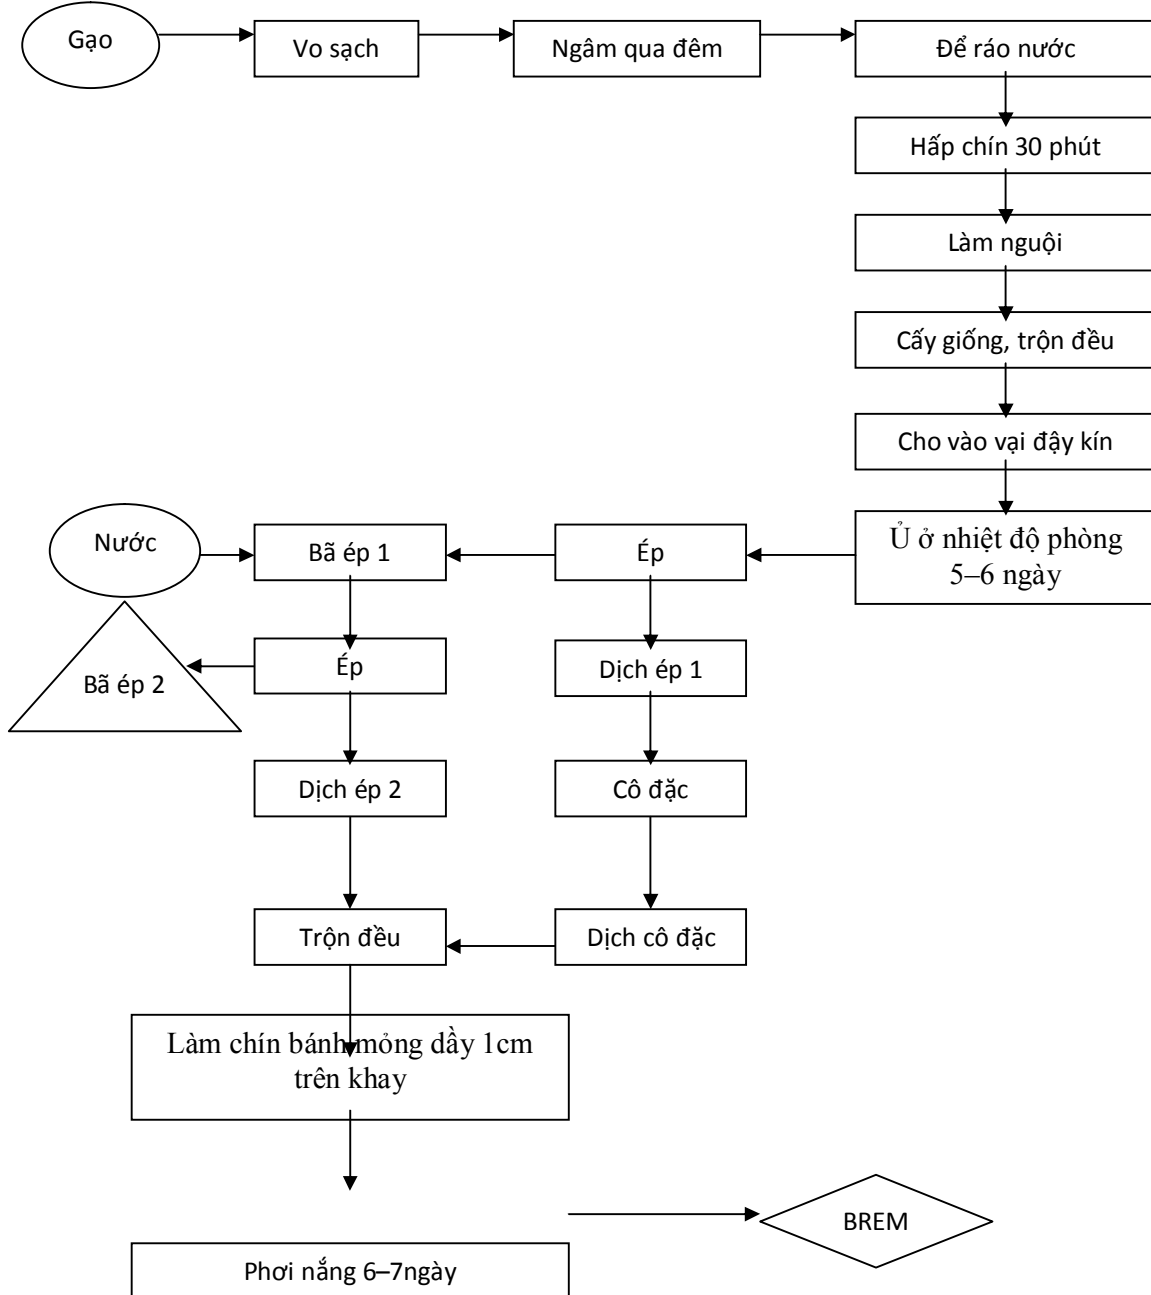 Gạo
Vo sạch
Ngâm qua đêm
Để ráo nước
Hấp chín 30 phút
Làm nguội
Cấy giống, trộn đều
Cho vào vại đậy kín
Ủ ở nhiệt độ phòng
5–6 ngày
Ép
Bã ép 1
Nước
Ép
Bã ép 2
Dịch ép 1
Dịch ép 2
Cô đặc
Dịch cô đặc
Trộn đều
Làm chín bánh mỏng dầy 1cm
trên khay
Phơi nắng 6–7ngày
BREM